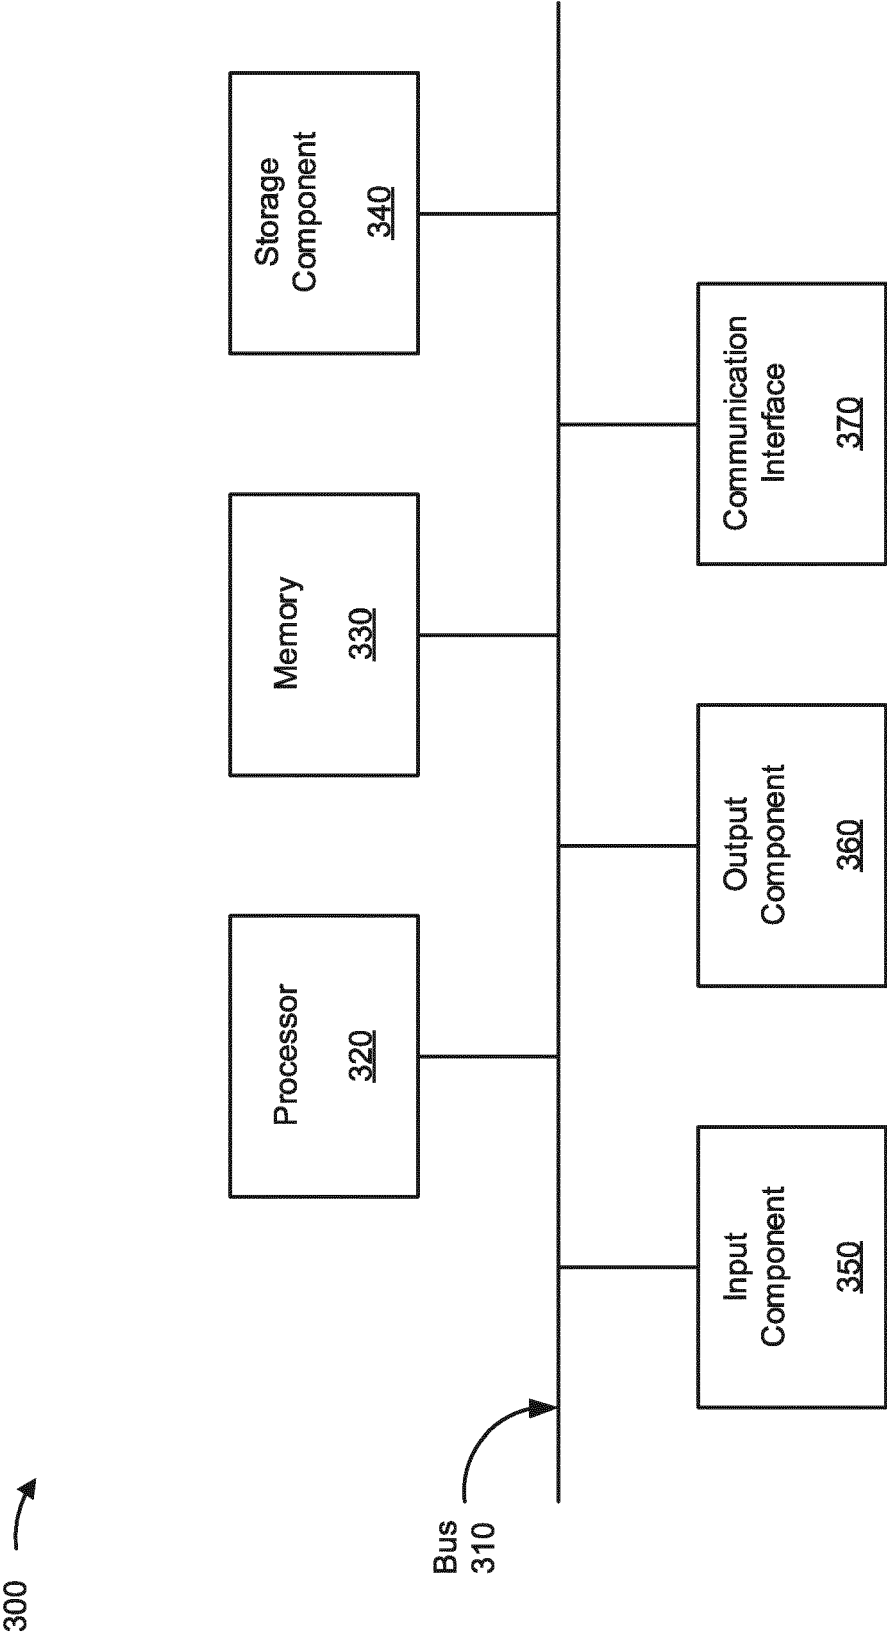 300
Processor
320
Memory
330
Storage
Component
340
Bus
310
Input
Component
350
Output
Component
360
Communication
Interface
370